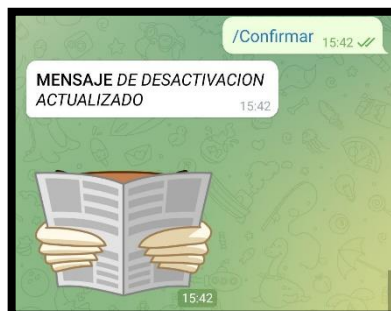 /Confirmar 15:42
MENSAJE DE DESACTIVACION
ACTUALIZADO
15:42
15:42